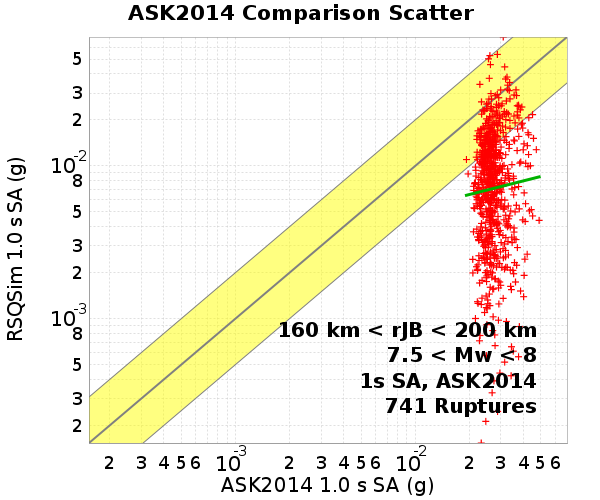 ASK2014 Comparison Scatter
RSQSim 1.0 s SA (g)
5
3
2
10-2
8
5
3
2
10-3
8
5
3
2
160 km < rJB < 200 km
7.5 < Mw < 8
1s SA, ASK2014
741 Ruptures
2 3 4 5 6 10-3 2 3 4 5 6 10-2 2 3 4 5 6
ASK2014 1.0 s SA (g)